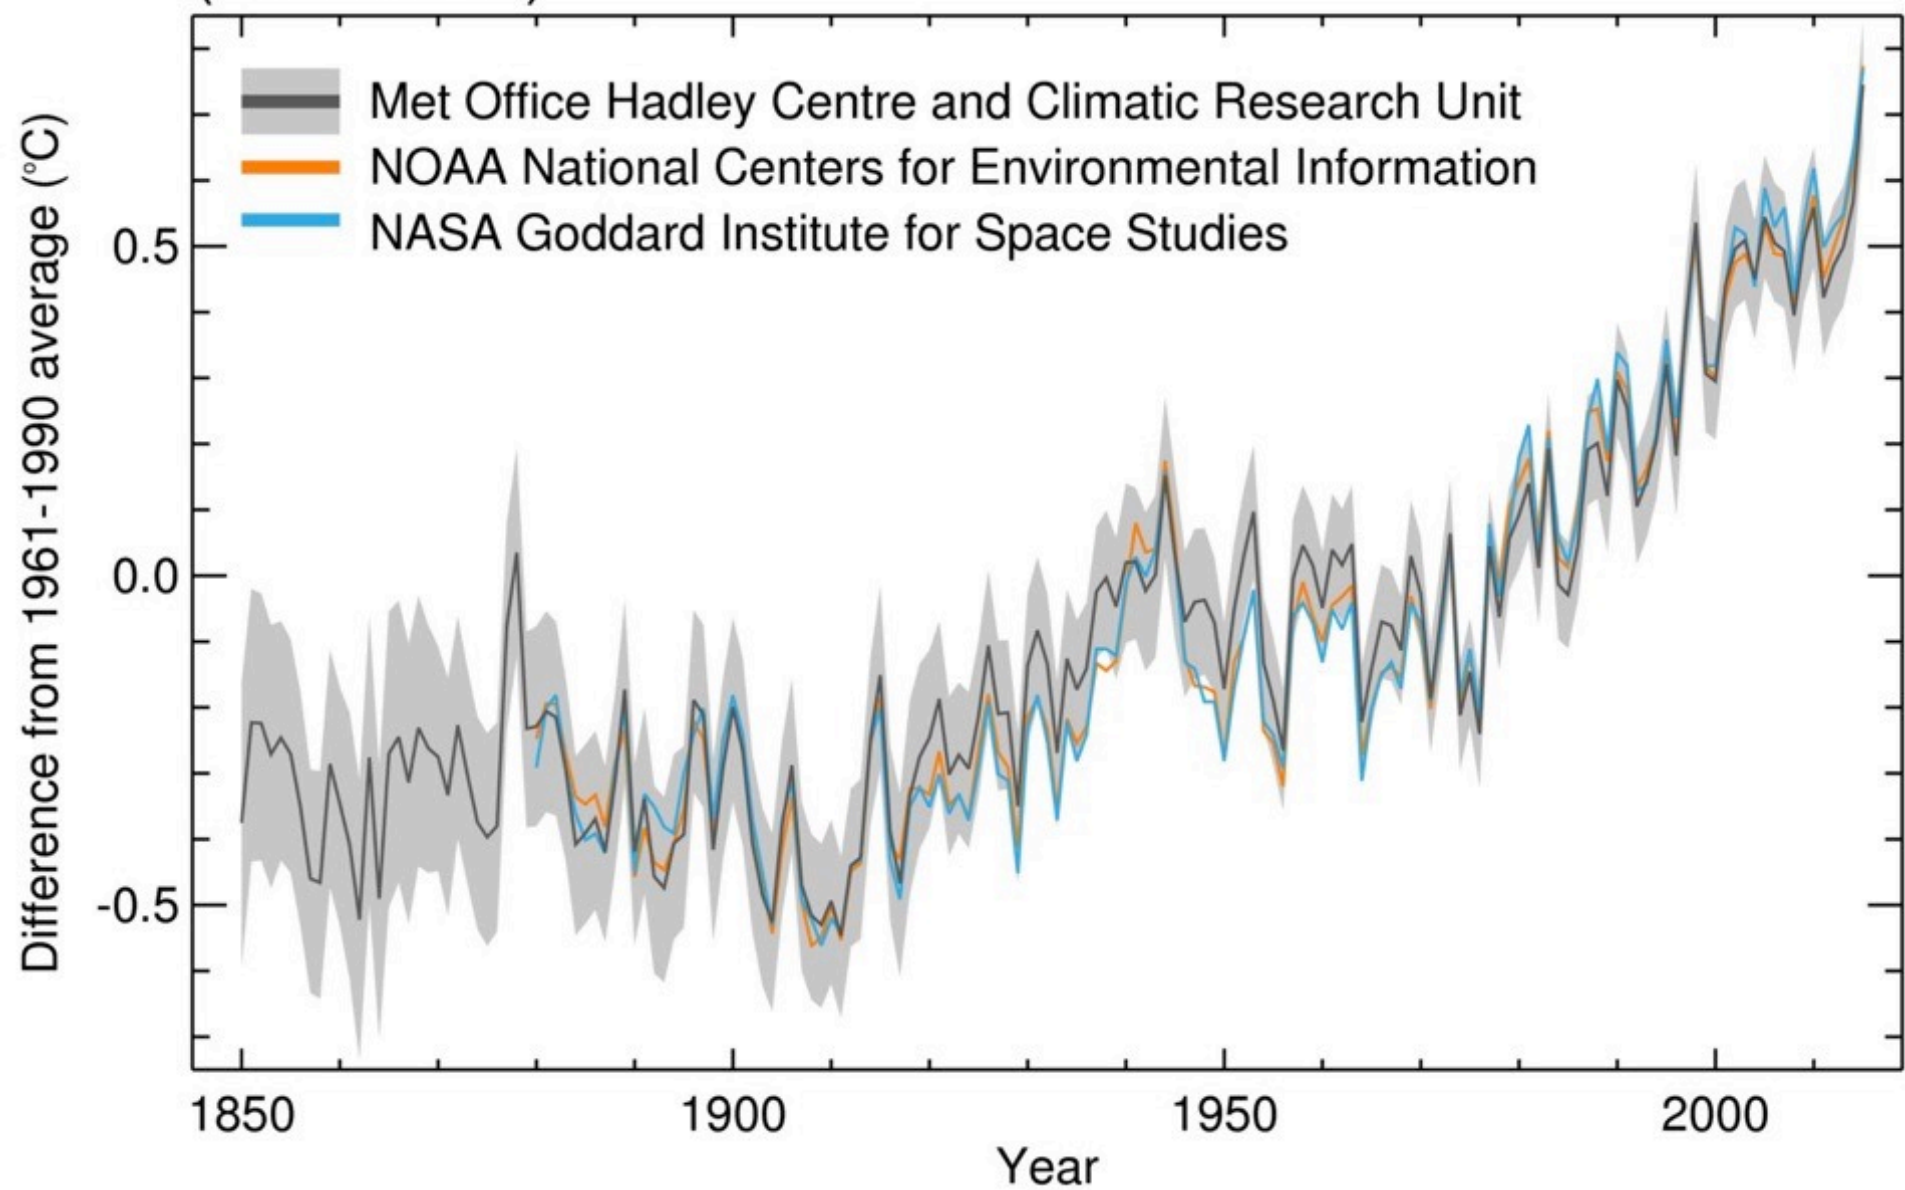 Met Office Hadley Centre and Climatic Research Unit
NOAA National Centers for Environmental Information
NASA Goddard Institute for Space Studies
Difference from 1961-1990 average (°C)
0.5
0.0
-0.5
1850 1900 1950 2000
Year